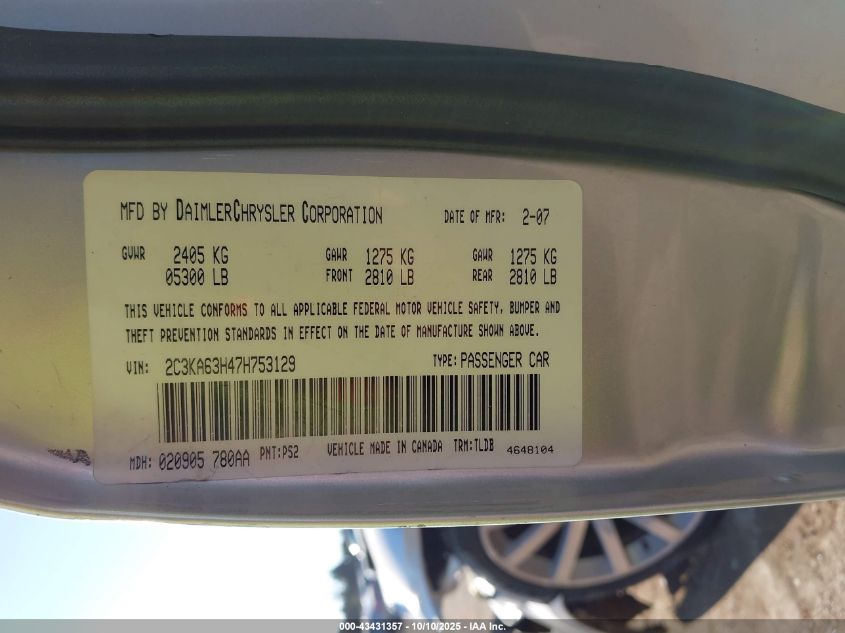 MFD BY DAIMLERCHRYSLER CORPORATION DATE OF MFR: 2-07
GVWR 2405 KG GAWR 1275 KG GAWR 1275 KG
05300 LB FRONT 2810 LB REAR 2810 LB
THIS VEHICLE CONFORMS TO ALL APPLICABLE FEDERAL MOTOR VEHICLE SAFETY, BUMPER AND
THEFT PREVENTION STANDARDS IN EFFECT ON THE DATE OF MANUFACTURE SHOWN ABOVE.
VIN: 2C3KA63H47H753129 TYPE: PASSENGER CAR
MDH: 020905 780AA PNT:PS2 VEHICLE MADE IN CANADA TRM:TLDB 4648104
000-43431357 - 10/10/2025 - IAA Inc.